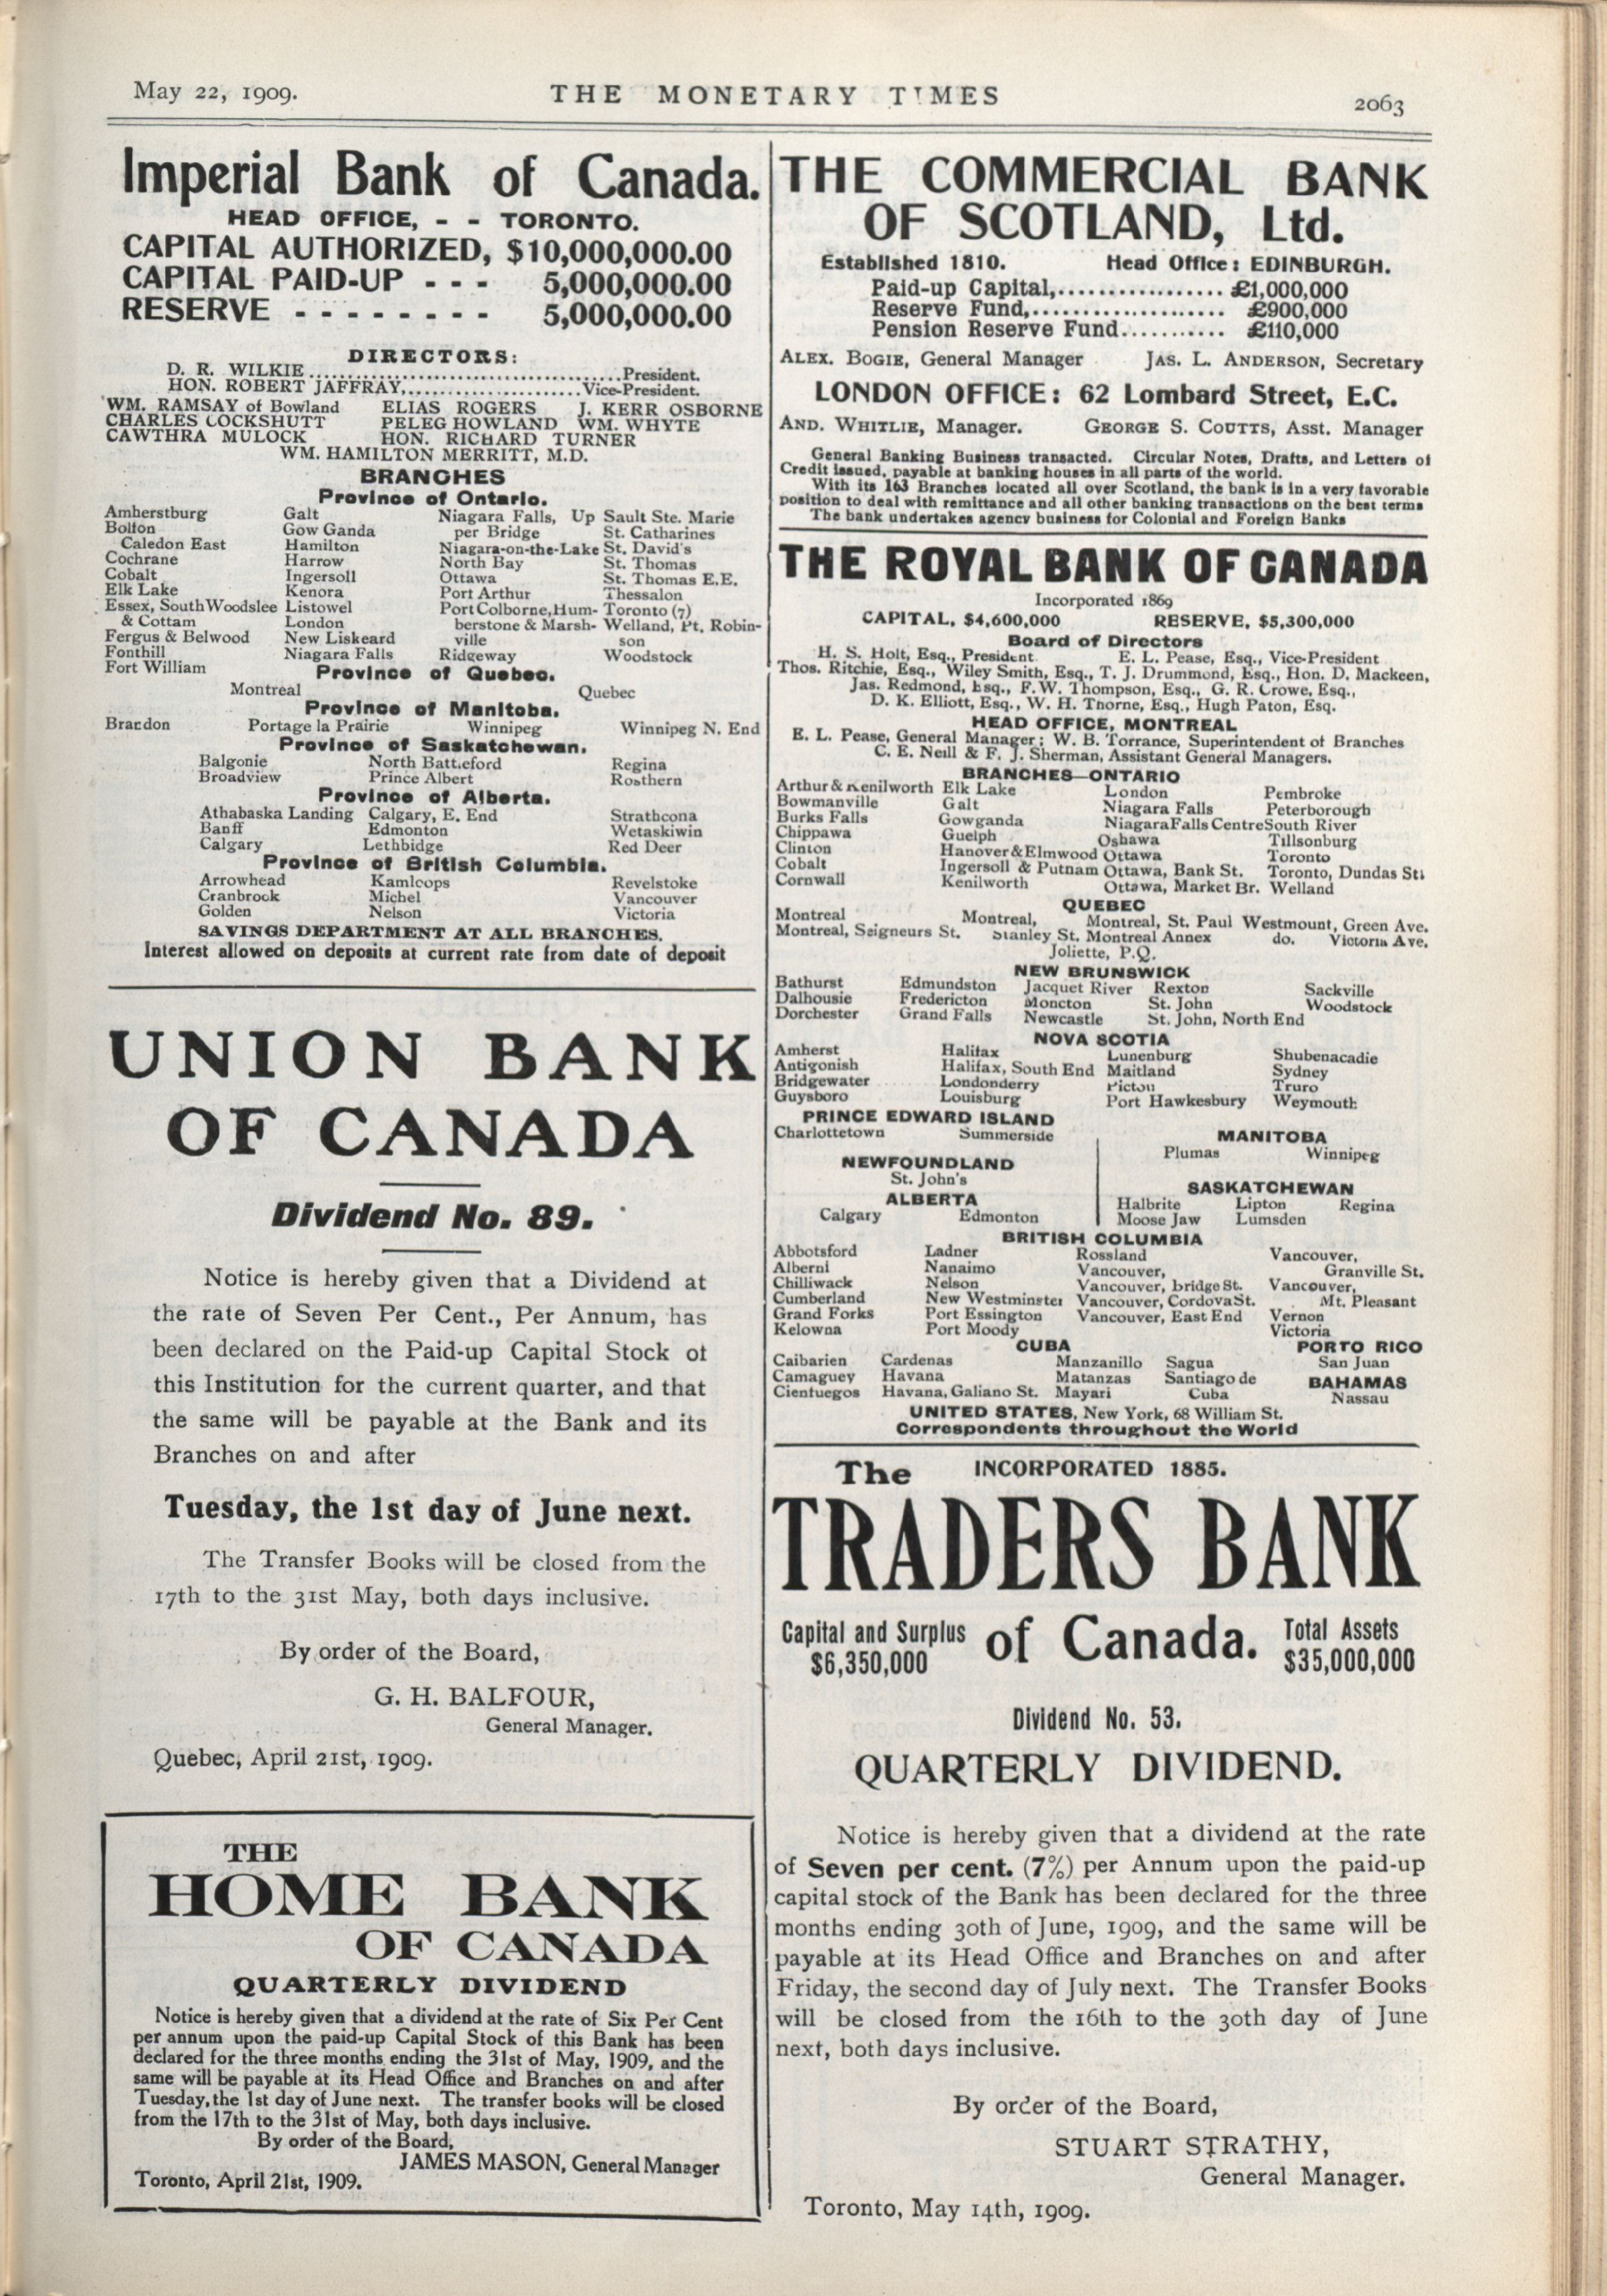 May 22, 1909.
THE MONETARY TIMES
2063
Imperial Bank of Canada.
HEAD OFFICE, - - TORONTO.
CAPITAL AUTHORIZED, $10,000,000.00
CAPITAL PAID-UP - - - 5,000,000.00
RESERVE - - - - - - - - 5,000,000.00
DIRECTORS:
D. R. WILKIE........................................President.
HON. ROBERT JAFFRAY,.......................Vice-President.
WM. RAMSAY of Bowland ELIAS ROGERS J. KERR OSBORNE
CHARLES COCKSHUTT PELEG HOWLAND WM. WHYTE
CAWTHRA MULOCK HON. RICHARD TURNER
WM. HAMILTON MERRITT, M.D.
BRANCHES
Province of Ontario.
Amherstburg Galt Niagara Falls, Up Sault Ste. Marie
Bolton Gow Ganda per Bridge St. Catharines
Caledon East Hamilton Niagara-on-the-Lake St. David's
Cochrane Harrow North Bay St. Thomas
Cobalt Ingersoll Ottawa St. Thomas E.E.
Elk Lake Kenora Port Arthur Thessalon
Essex, South Woodslee Listowel Port Colborne, Hum- Toronto (7)
& Cottam London berstone & Marsh- Welland, Pt. Robin-
Fergus & Belwood New Liskeard ville son
Fonthill Niagara Falls Ridgeway Woodstock
Fort William
Province of Quebec.
Montreal Quebec
Province of Manitoba.
Brandon Portage la Prairie Winnipeg Winnipeg N. End
Province of Saskatchewan.
Balgonie North Battleford Regina
Broadview Prince Albert Rosthern
Province of Alberta.
Athabaska Landing Calgary, E. End Strathcona
Banff Edmonton Wetaskiwin
Calgary Lethbidge Red Deer
Province of British Columbia.
Arrowhead Kamloops Revelstoke
Cranbrook Michel Vancouver
Golden Nelson Victoria
SAVINGS DEPARTMENT AT ALL BRANCHES.
Interest allowed on deposits at current rate from date of deposit
UNION BANK
OF CANADA
Dividend No. 89.
Notice is hereby given that a Dividend at
the rate of Seven Per Cent., Per Annum, has
been declared on the Paid-up Capital Stock of
this Institution for the current quarter, and that
the same will be payable at the Bank and its
Branches on and after
Tuesday, the 1st day of June next.
The Transfer Books will be closed from the
17th to the 31st May, both days inclusive.
By order of the Board,
G. H. BALFOUR,
General Manager.
Quebec, April 21st, 1909.
THE
HOME BANK
OF CANADA
QUARTERLY DIVIDEND
Notice is hereby given that a dividend at the rate of Six Per Cent
per annum upon the paid-up Capital Stock of this Bank has been
declared for the three months ending the 31st of May, 1909, and the
same will be payable at its Head Office and Branches on and after
Tuesday, the 1st day of June next. The transfer books will be closed
from the 17th to the 31st of May, both days inclusive.
By order of the Board,
JAMES MASON, General Manager
Toronto, April 21st, 1909.
THE COMMERCIAL BANK
OF SCOTLAND, Ltd.
Established 1810. Head Office: EDINBURGH.
Paid-up Capital,................. £1,000,000
Reserve Fund,.................... £900,000
Pension Reserve Fund........... £110,000
ALEX. BOGIE, General Manager JAS. L. ANDERSON, Secretary
LONDON OFFICE: 62 Lombard Street, E.C.
AND. WHITLIE, Manager. GEORGE S. COUTTS, Asst. Manager
General Banking Business transacted. Circular Notes, Drafts, and Letters of
Credit issued, payable at banking houses in all parts of the world.
With its 163 Branches located all over Scotland, the bank is in a very favorable
position to deal with remittance and all other banking transactions on the best terms
The bank undertakes agency business for Colonial and Foreign Banks
THE ROYAL BANK OF CANADA
Incorporated 1869
CAPITAL, $4,600,000 RESERVE, $5,300,000
Board of Directors
H. S. Holt, Esq., President E. L. Pease, Esq., Vice-President
Thos. Ritchie, Esq., Wiley Smith, Esq., T. J. Drummond, Esq., Hon. D. Mackeen,
Jas. Redmond, Esq., F. W. Thompson, Esq., G. R. Crowe, Esq.,
D. K. Elliott, Esq., W. H. Thorne, Esq., Hugh Paton, Esq.
HEAD OFFICE, MONTREAL
E. L. Pease, General Manager; W. B. Torrance, Superintendent of Branches
C. E. Neill & F. J. Sherman, Assistant General Managers.
BRANCHES—ONTARIO
Arthur & Kenilworth Elk Lake London Pembroke
Bowmanville Galt Niagara Falls Peterborough
Burks Falls Gowganda Niagara Falls Centre South River
Chippawa Guelph Oshawa Tillsonburg
Clinton Hanover & Elmwood Ottawa Toronto
Cobalt Ingersoll & Putnam Ottawa, Bank St. Toronto, Dundas St.
Cornwall Kenilworth Ottawa, Market Br. Welland
QUEBEC
Montreal Montreal, Montreal, St. Paul Westmount, Green Ave.
Montreal, Seigneurs St. Stanley St. Montreal Annex do. Victoria Ave.
Joliette, P.Q.
NEW BRUNSWICK
Bathurst Edmundston Jacquet River Rexton Sackville
Dalhousie Fredericton Moncton St. John Woodstock
Dorchester Grand Falls Newcastle St. John, North End
NOVA SCOTIA
Amherst Halifax Lunenburg Shubenacadie
Antigonish Halifax, South End Maitland Sydney
Bridgewater Londonderry Pictou Truro
Guysboro Louisburg Port Hawkesbury Weymouth
PRINCE EDWARD ISLAND
Charlottetown Summerside
MANITOBA
Plumas Winnipeg
NEWFOUNDLAND
St. John's
SASKATCHEWAN
Halbrite Lipton Regina
Moose Jaw Lumsden
ALBERTA
Calgary Edmonton
BRITISH COLUMBIA
Abbotsford Ladner Rossland Vancouver,
Alberni Nanaimo Vancouver, Granville St.
Chilliwack Nelson Vancouver, bridge St. Vancouver,
Cumberland New Westminster Vancouver, Cordova St. Mt. Pleasant
Grand Forks Port Essington Vancouver, East End Vernon
Kelowna Port Moody Victoria
CUBA PORTO RICO
Caibarien Cardenas Manzanillo Sagua San Juan
Camaguey Havana Matanzas Santiago de BAHAMAS
Cienfuegos Havana, Galiano St. Mayari Cuba Nassau
UNITED STATES, New York, 68 William St.
Correspondents throughout the World
The INCORPORATED 1885.
TRADERS BANK
Capital and Surplus
$6,350,000
of Canada.
Total Assets
$35,000,000
Dividend No. 53.
QUARTERLY DIVIDEND.
Notice is hereby given that a dividend at the rate
of Seven per cent. (7%) per Annum upon the paid-up
capital stock of the Bank has been declared for the three
months ending 30th of June, 1909, and the same will be
payable at its Head Office and Branches on and after
Friday, the second day of July next. The Transfer Books
will be closed from the 16th to the 30th day of June
next, both days inclusive.
By order of the Board,
STUART STRATHY,
General Manager.
Toronto, May 14th, 1909.